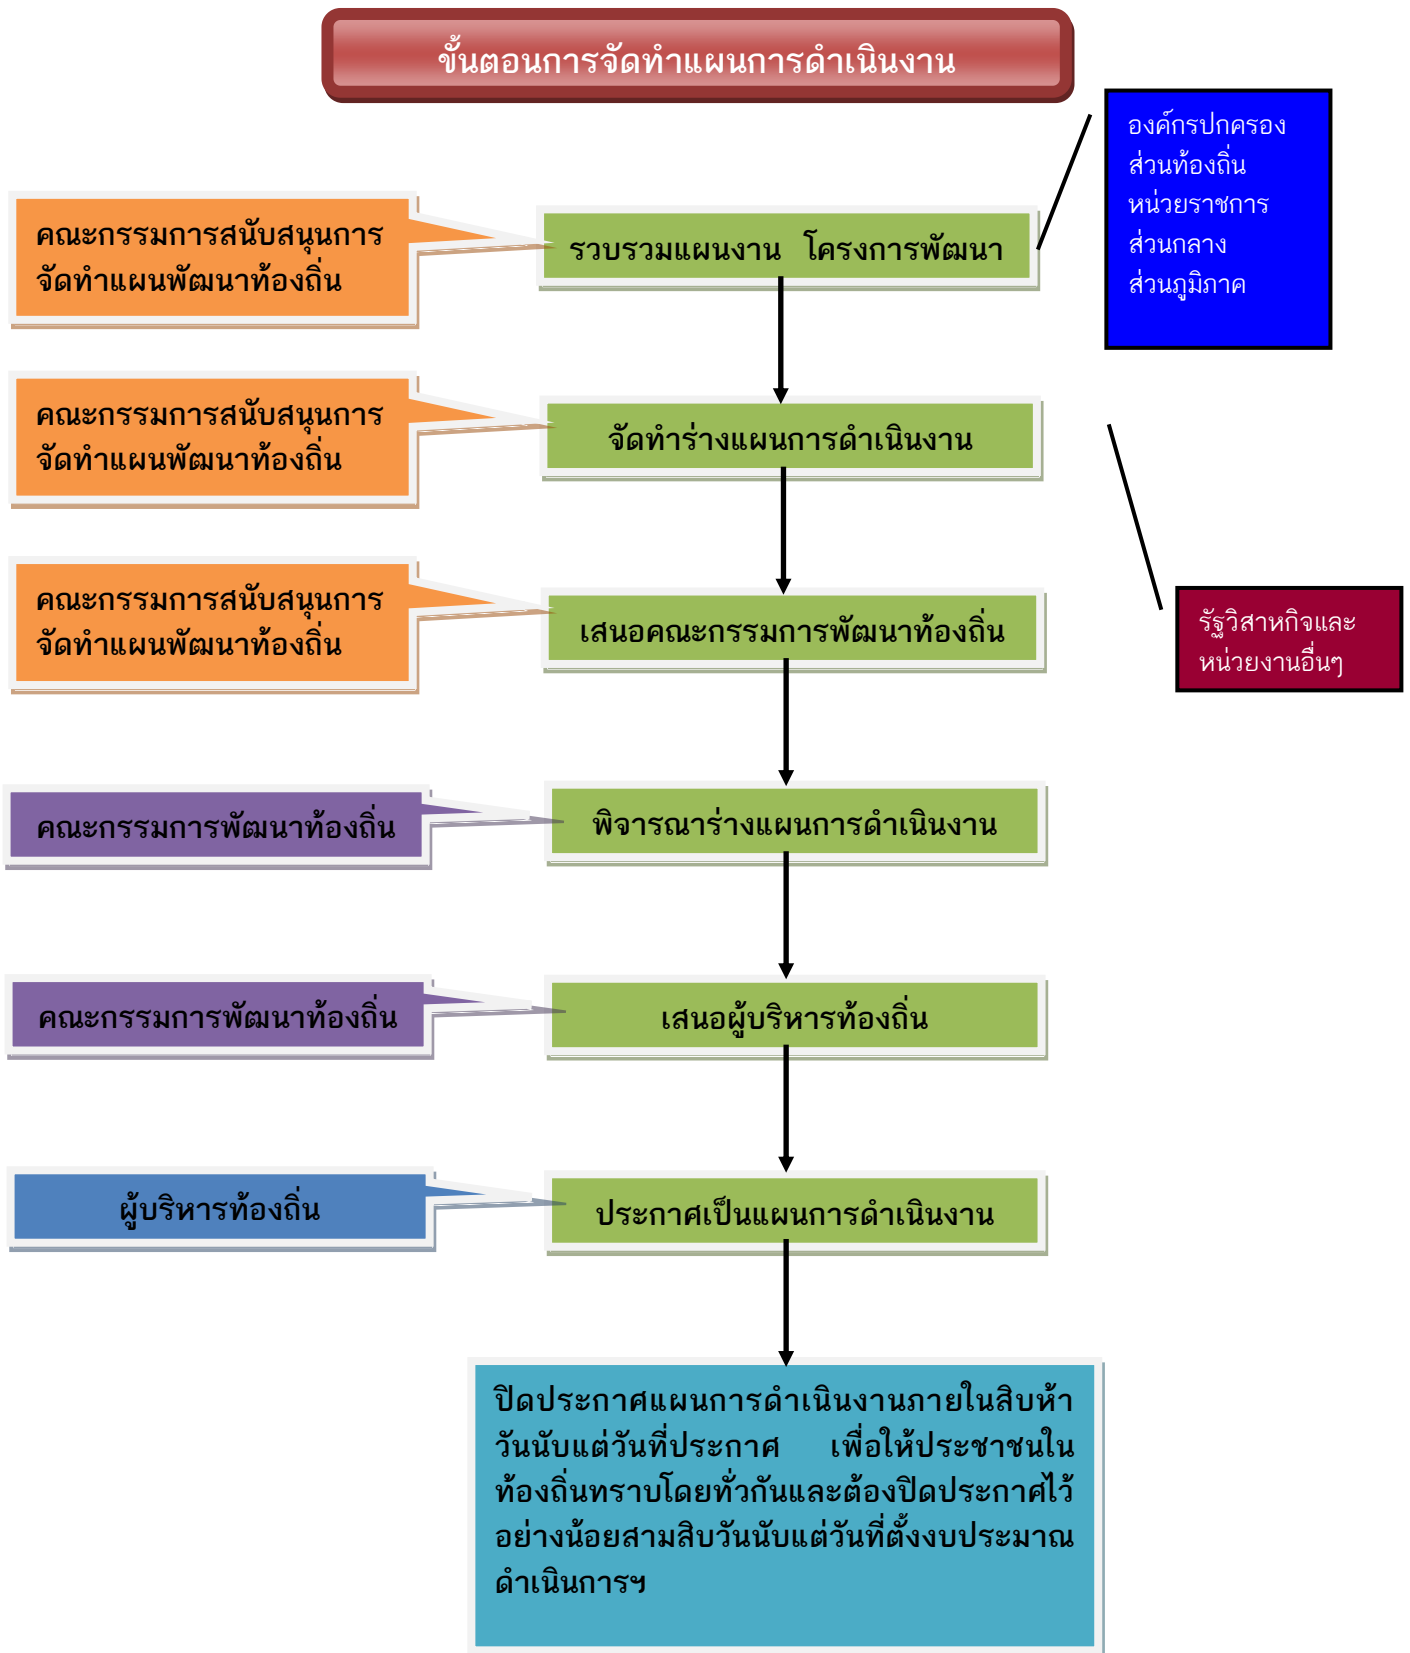 ขั้นตอนการจัดทำแผนการดำเนินงาน
องค์กรปกครอง
ส่วนท้องถิ่น
หน่วยราชการ
ส่วนกลาง
ส่วนภูมิภาค
คณะกรรมการสนับสนุนการ
จัดทำแผนพัฒนาท้องถิ่น
รวบรวมแผนงาน โครงการพัฒนา
คณะกรรมการสนับสนุนการ
จัดทำแผนพัฒนาท้องถิ่น
จัดทำร่างแผนการดำเนินงาน
คณะกรรมการสนับสนุนการ
จัดทำแผนพัฒนาท้องถิ่น
เสนอคณะกรรมการพัฒนาท้องถิ่น
รัฐวิสาหกิจและ
หน่วยงานอื่นๆ
คณะกรรมการพัฒนาท้องถิ่น
พิจารณาร่างแผนการดำเนินงาน
คณะกรรมการพัฒนาท้องถิ่น
เสนอผู้บริหารท้องถิ่น
ผู้บริหารท้องถิ่น
ประกาศเป็นแผนการดำเนินงาน
ปิดประกาศแผนการดำเนินงานภายในสิบห้า
วันนับแต่วันที่ประกาศ เพื่อให้ประชาชนใน
ท้องถิ่นทราบโดยทั่วกันและต้องปิดประกาศไว้
อย่างน้อยสามสิบวันนับแต่วันที่ตั้งงบประมาณ
ดำเนินการฯ